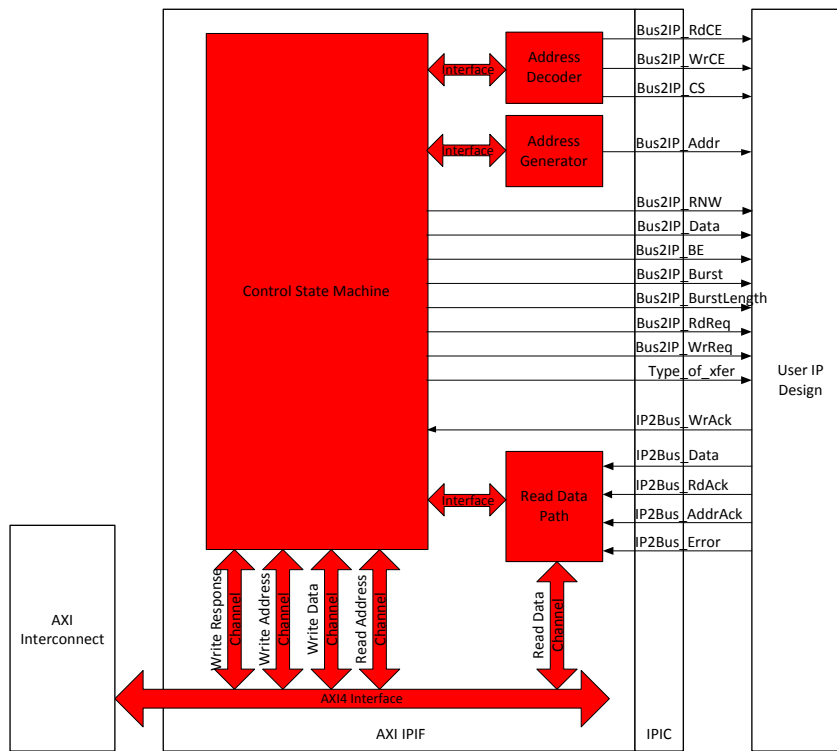 Bus2IP_RdCE
Bus2IP_WrCE
Bus2IP_CS
Address
Decoder
Interface
Bus2IP_Addr
Address
Generator
Interface
Bus2IP_RNW
Bus2IP_Data
Bus2IP_BE
Bus2IP_Burst
Control State Machine
Bus2IP_BurstLength
Bus2IP_RdReq
Bus2IP_WrReq
Type_of_xfer
User IP
Design
IP2Bus_WrAck
IP2Bus_Data
IP2Bus_RdAck
IP2Bus_AddrAck
IP2Bus_Error
Interface
Read Data
Path
Write Response
Channel
Write Address
Channel
Write Data
Channel
Read Address
Channel
Read Data
Channel
AXI
Interconnect
AXI4 Interface
AXI IPIF
IPIC